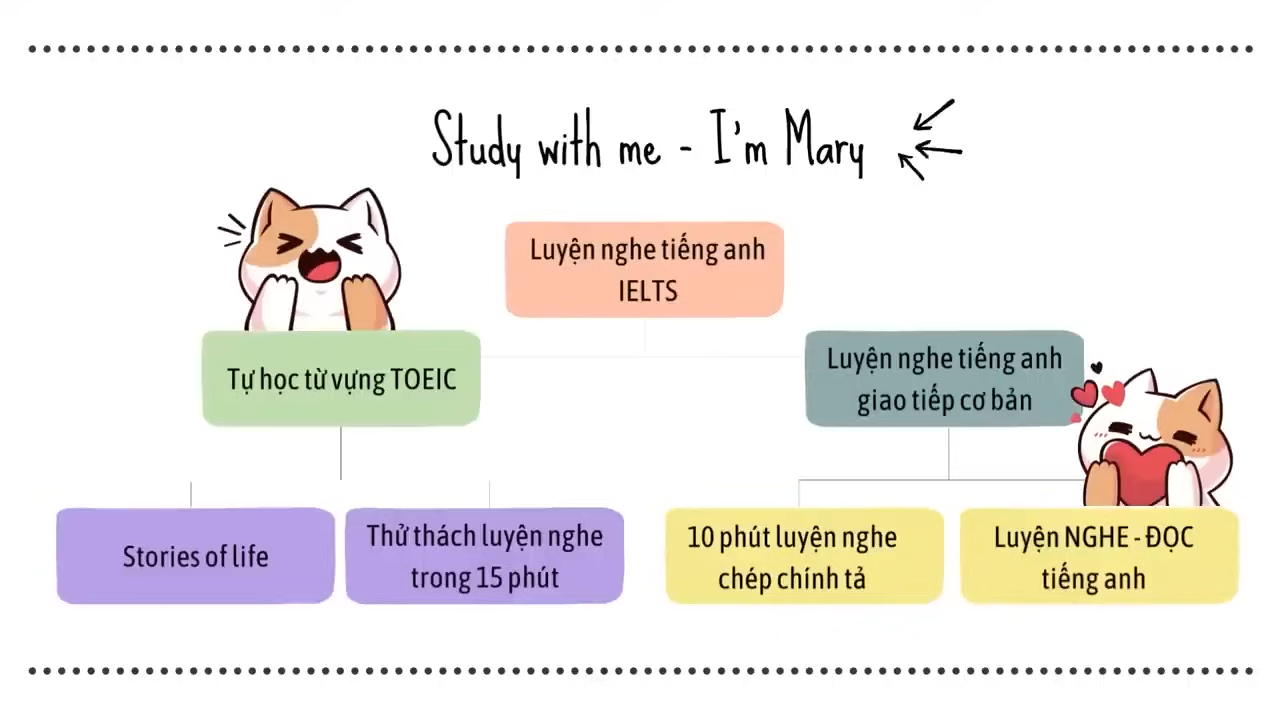 Study with me - I'm Mary
Luyện nghe tiếng anh
IELTS
Tự học từ vựng TOEIC
Luyện nghe tiếng anh
giao tiếp cơ bản
Stories of life
Thử thách luyện nghe
trong 15 phút
10 phút luyện nghe
chép chính tả
Luyện NGHE - ĐỌC
tiếng anh